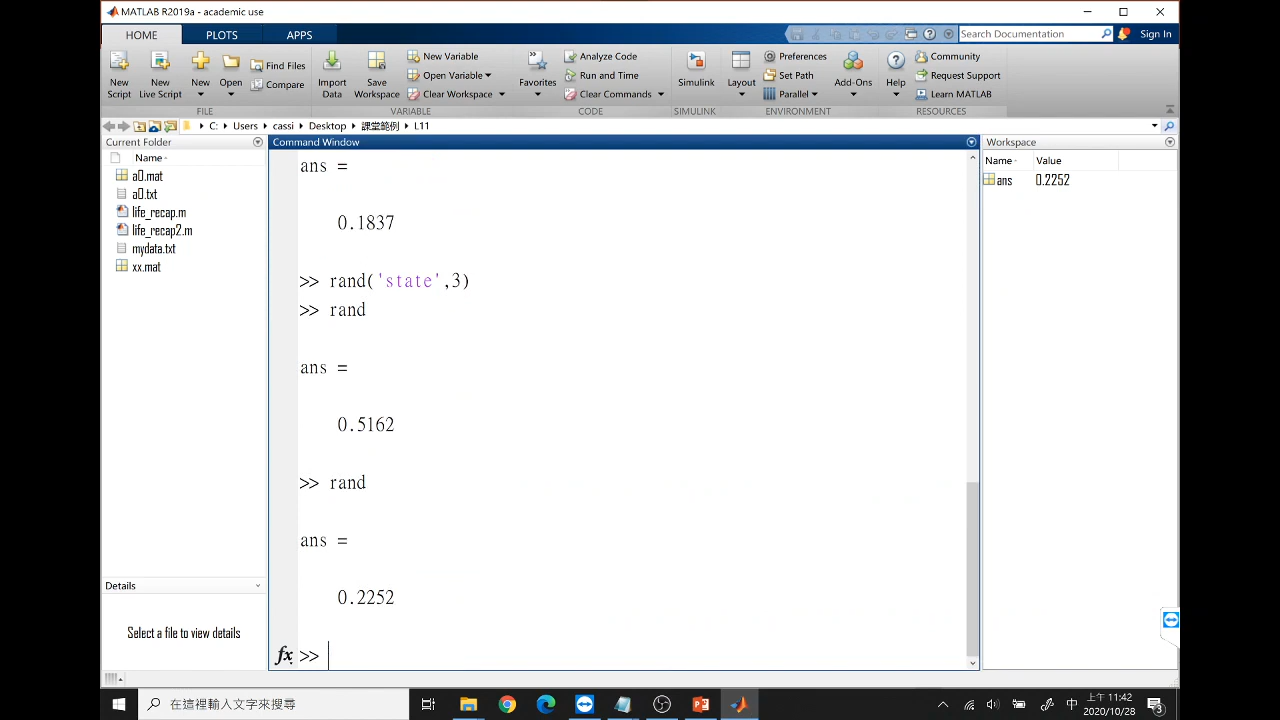 MATLAB R2019a - academic use
HOME PLOTS APPS
Search Documentation
Sign In
New Script
New Live Script
New
Open
Find Files
Compare
Import Data
Save Workspace
New Variable
Open Variable
Clear Workspace
Favorites
Analyze Code
Run and Time
Clear Commands
Simulink
Layout
Preferences
Set Path
Parallel
Add-Ons
Help
Community
Request Support
Learn MATLAB
FILE VARIABLE CODE SIMULINK ENVIRONMENT RESOURCES
C: Users cassi Desktop 課堂範例 L11
Current Folder
Name
a0.mat
a0.txt
life_recap.m
life_recap2.m
mydata.txt
xx.mat
Details
Select a file to view details
Command Window
ans =
0.1837
>> rand('state',3)
>> rand
ans =
0.5162
>> rand
ans =
0.2252
fx >>
Workspace
Name Value
ans 0.2252
在這裡輸入文字來搜尋
中
上午 11:42
2020/10/28
3